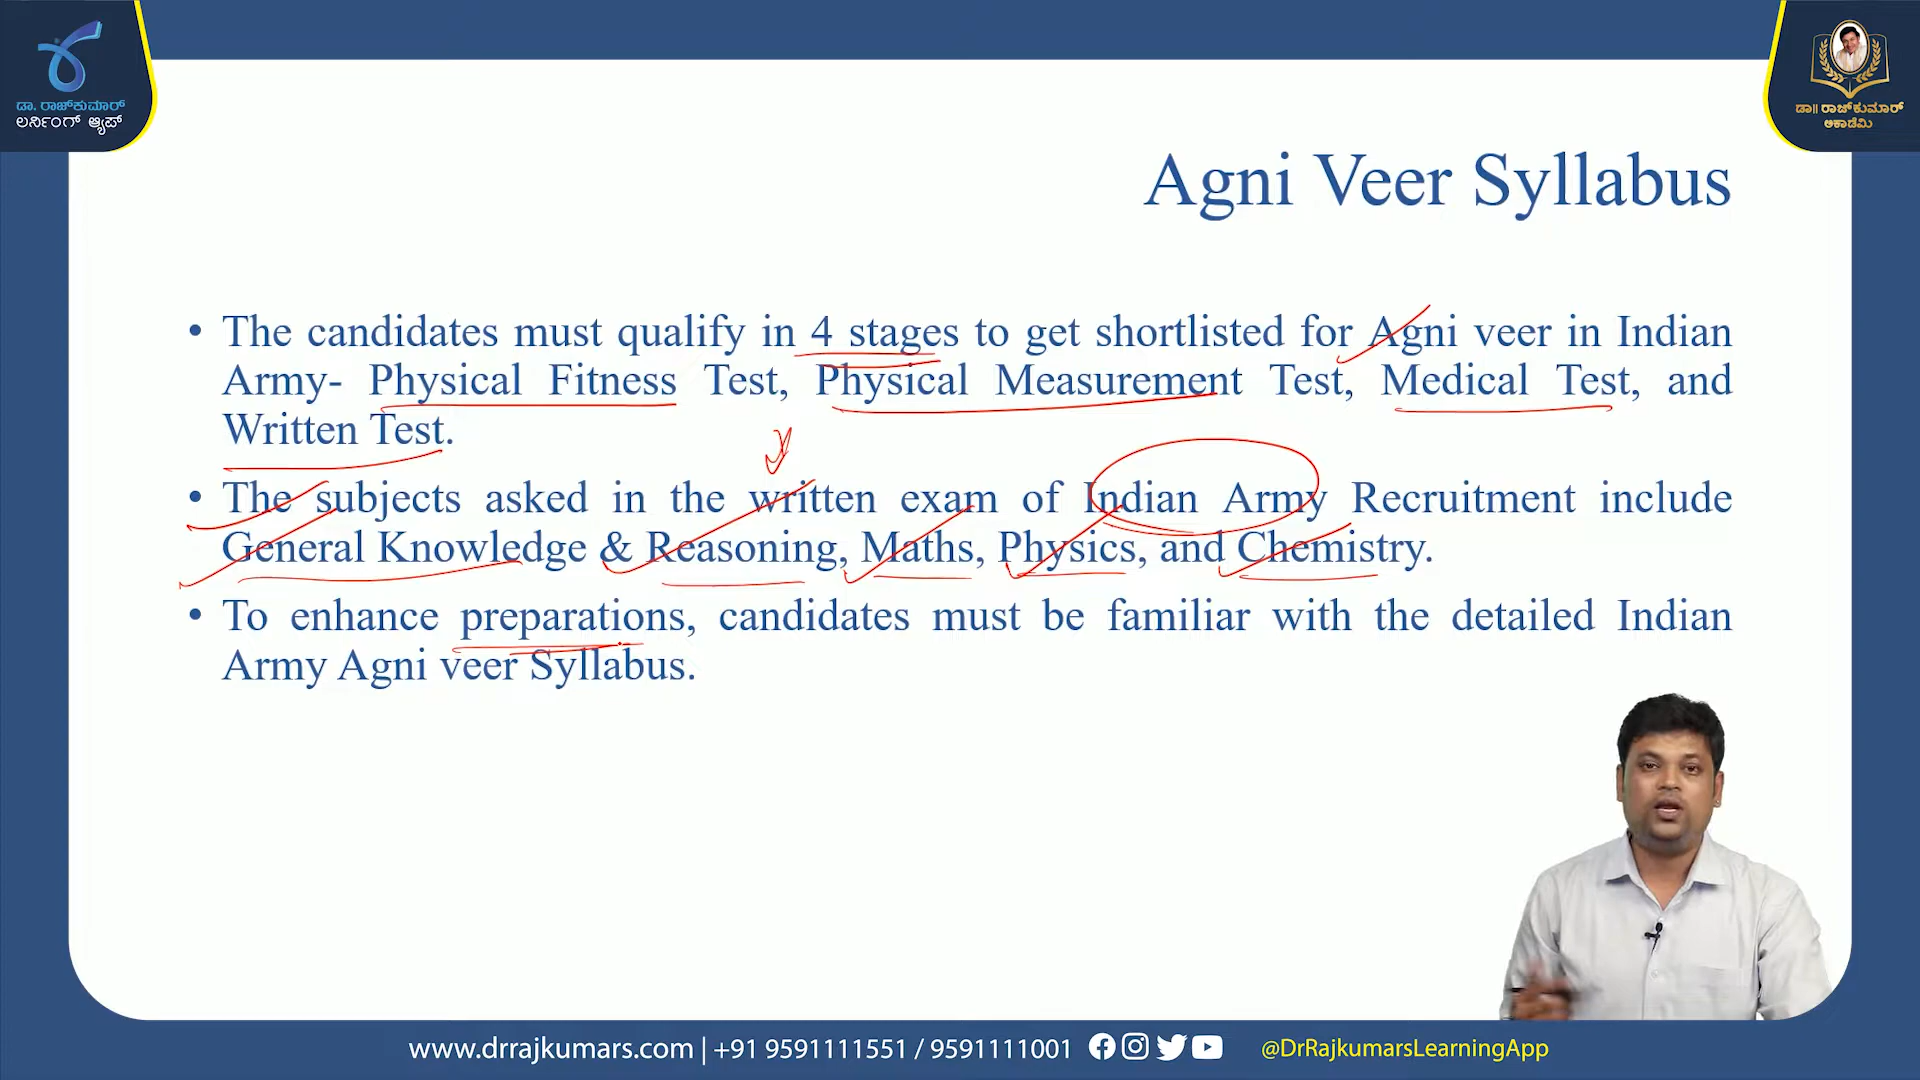 ಡಾ. ರಾಜ್‌ಕುಮಾರ್
ಲರ್ನಿಂಗ್ ಆ್ಯಪ್
ಡಾ|| ರಾಜ್‌ಕುಮಾರ್
ಅಕಾಡೆಮಿ
Agni Veer Syllabus
• The candidates must qualify in 4 stages to get shortlisted for Agni veer in Indian
Army- Physical Fitness Test, Physical Measurement Test, Medical Test, and
Written Test.
• The subjects asked in the written exam of Indian Army Recruitment include
General Knowledge & Reasoning, Maths, Physics, and Chemistry.
• To enhance preparations, candidates must be familiar with the detailed Indian
Army Agni veer Syllabus.
www.drrajkumars.com | +91 9591111551 / 9591111001 @DrRajkumarsLearningApp